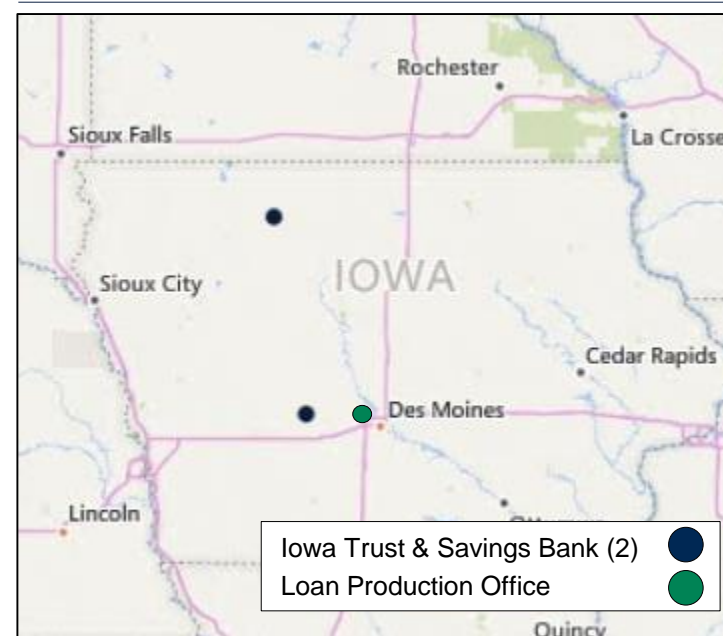 Rochester
La Crosse
Sioux Falls
IOWA
Sioux City
Cedar Rapids
Des Moines
Lincoln
Iowa Trust & Savings Bank (2)
Loan Production Office
Quincy